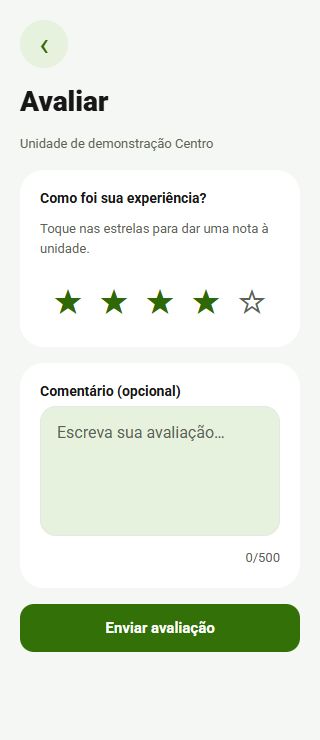 Avaliar
Unidade de demonstração Centro
Como foi sua experiência?
Toque nas estrelas para dar uma nota à
unidade.
Comentário (opcional)
Escreva sua avaliação…
0/500
Enviar avaliação